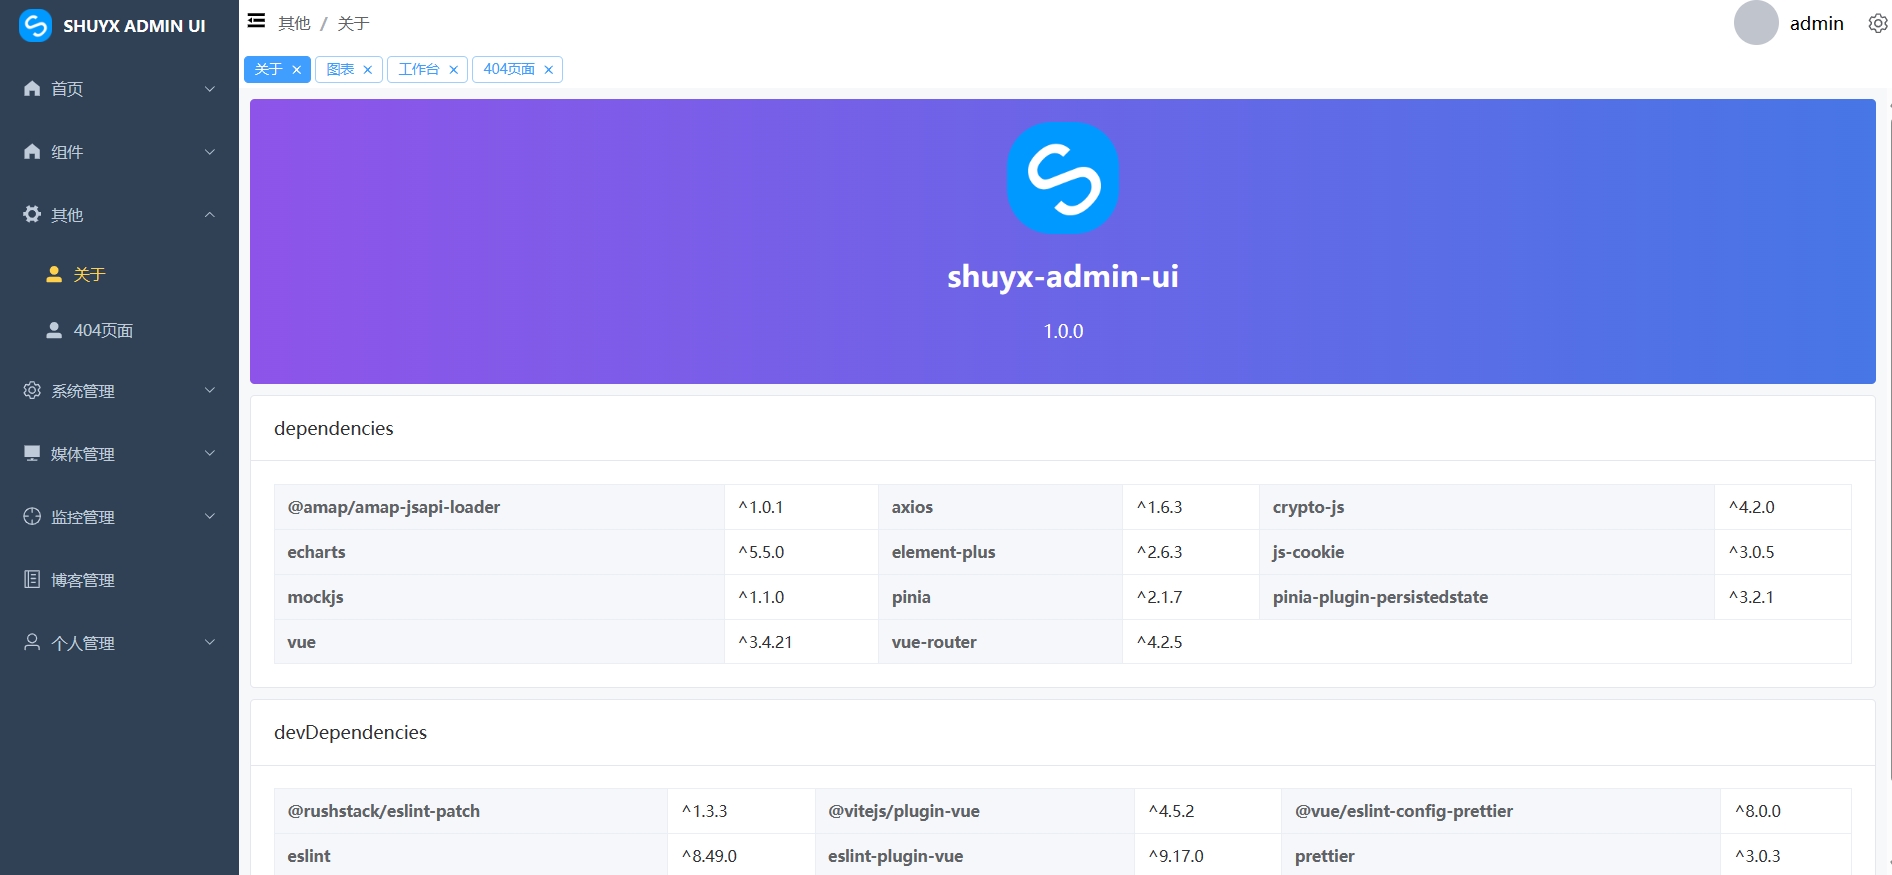 SHUYX ADMIN UI
首页
组件
其他
关于
404页面
系统管理
媒体管理
监控管理
博客管理
个人管理
其他 / 关于
admin
关于 × 图表 × 工作台 × 404页面 ×
shuyx-admin-ui
1.0.0
dependencies
@amap/amap-jsapi-loader ^1.0.1 axios ^1.6.3 crypto-js ^4.2.0
echarts ^5.5.0 element-plus ^2.6.3 js-cookie ^3.0.5
mockjs ^1.1.0 pinia ^2.1.7 pinia-plugin-persistedstate ^3.2.1
vue ^3.4.21 vue-router ^4.2.5
devDependencies
@rushstack/eslint-patch ^1.3.3 @vitejs/plugin-vue ^4.5.2 @vue/eslint-config-prettier ^8.0.0
eslint ^8.49.0 eslint-plugin-vue ^9.17.0 prettier ^3.0.3